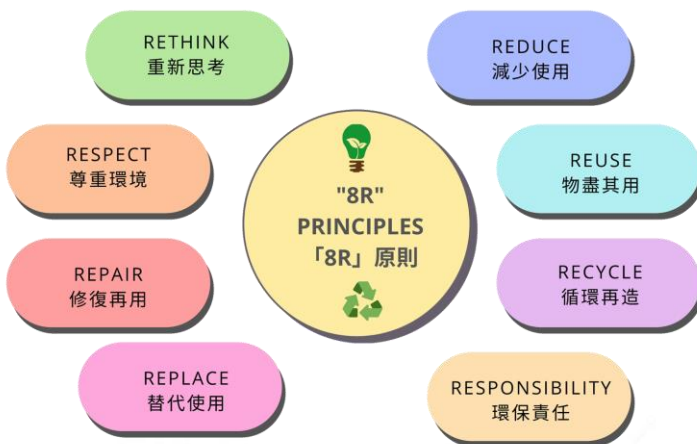 RETHINK
重新思考
REDUCE
減少使用
RESPECT
尊重環境
REUSE
物盡其用
"8R"
PRINCIPLES
「8R」原則
REPAIR
修復再用
RECYCLE
循環再造
REPLACE
替代使用
RESPONSIBILITY
環保責任